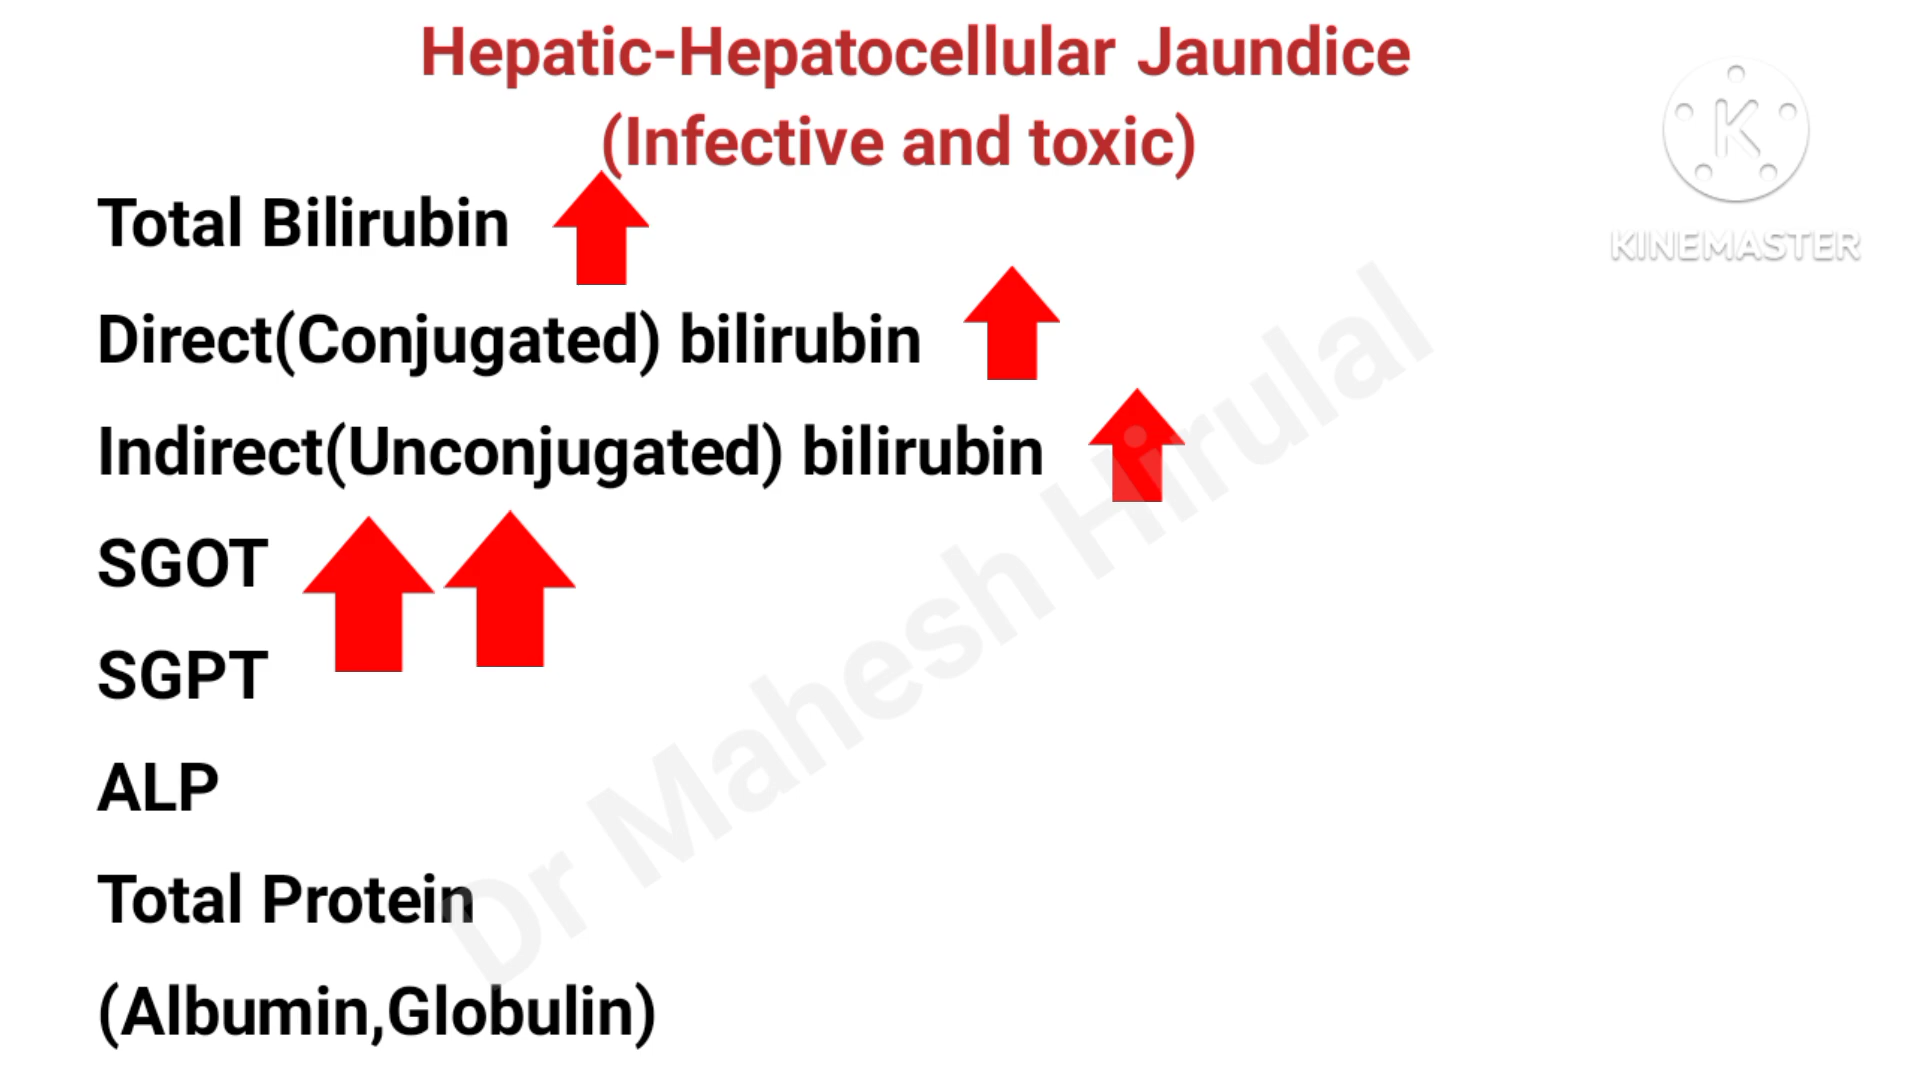 Hepatic-Hepatocellular Jaundice
(Infective and toxic)
KINEMASTER
Total Bilirubin
Direct(Conjugated) bilirubin
Indirect(Unconjugated) bilirubin
SGOT
SGPT
ALP
Total Protein
(Albumin,Globulin)
Dr Mahesh Hirulal